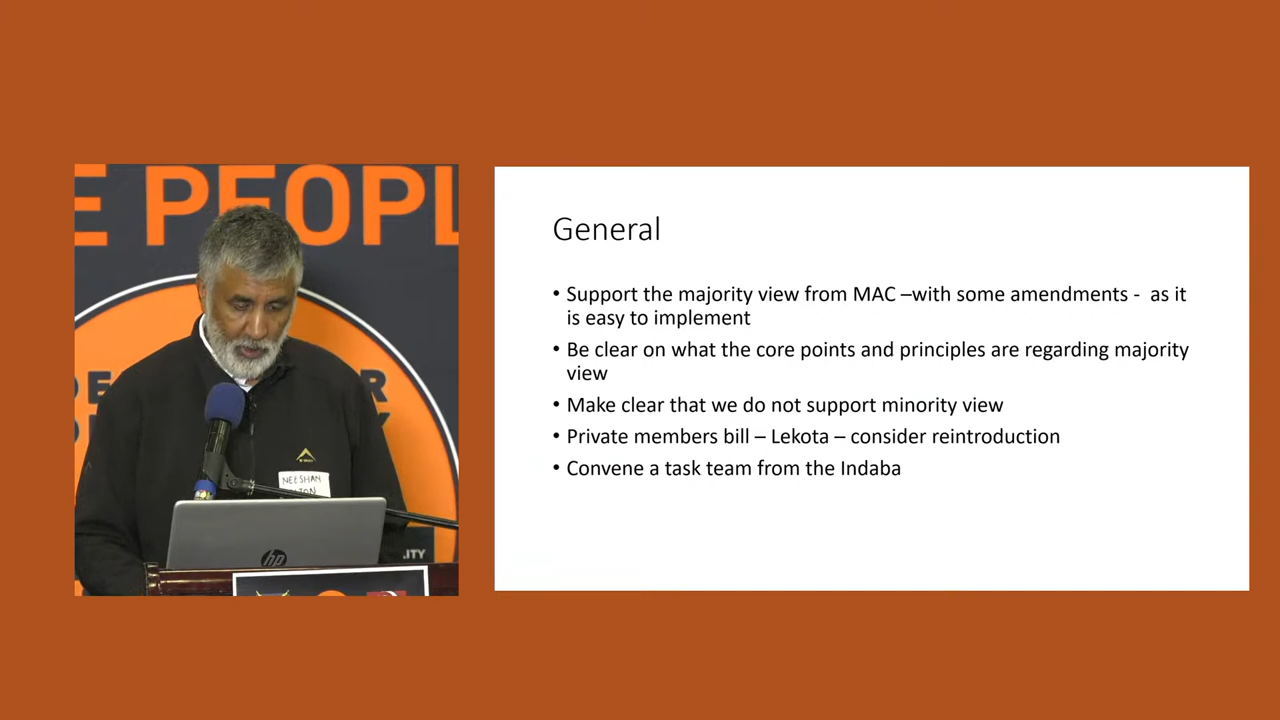 E PEOPL
NEESHAN
hp
.ITY
General
• Support the majority view from MAC –with some amendments - as it
is easy to implement
• Be clear on what the core points and principles are regarding majority
view
• Make clear that we do not support minority view
• Private members bill – Lekota – consider reintroduction
• Convene a task team from the Indaba